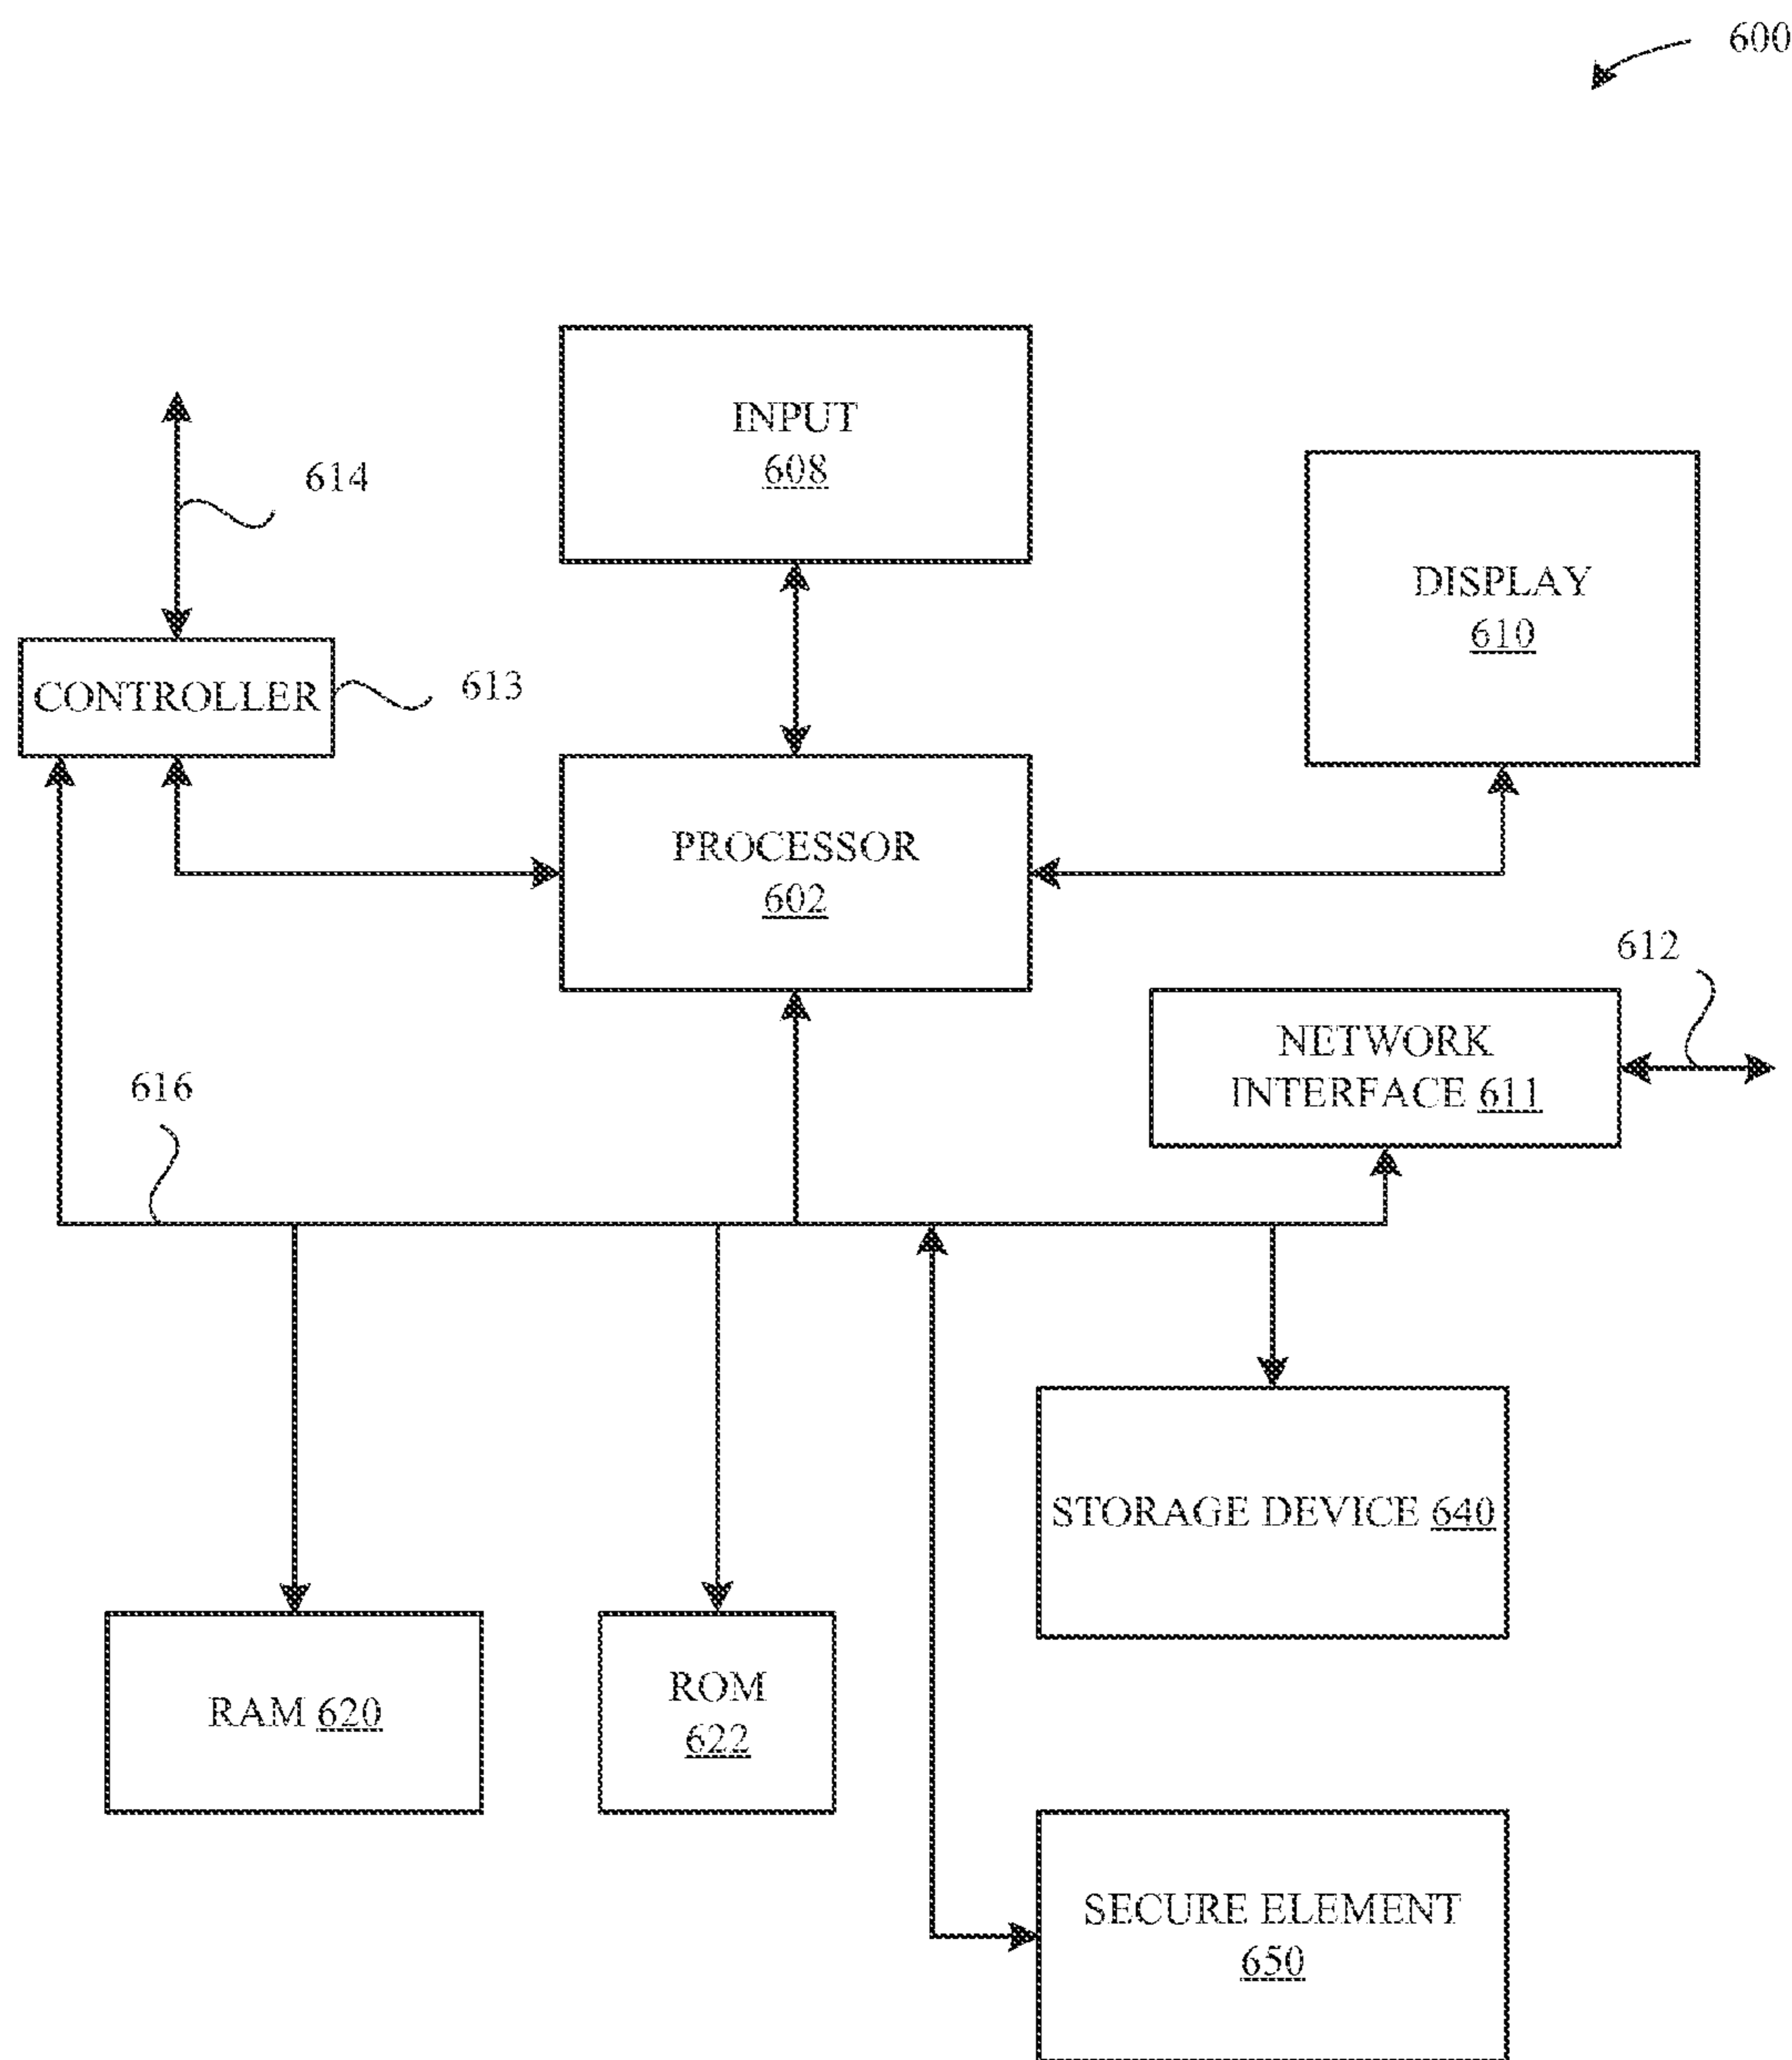 600
INPUT
608
614
DISPLAY
610
CONTROLLER
613
PROCESSOR
602
612
NETWORK
INTERFACE 611
616
STORAGE DEVICE 640
RAM 620
ROM
622
SECURE ELEMENT
650